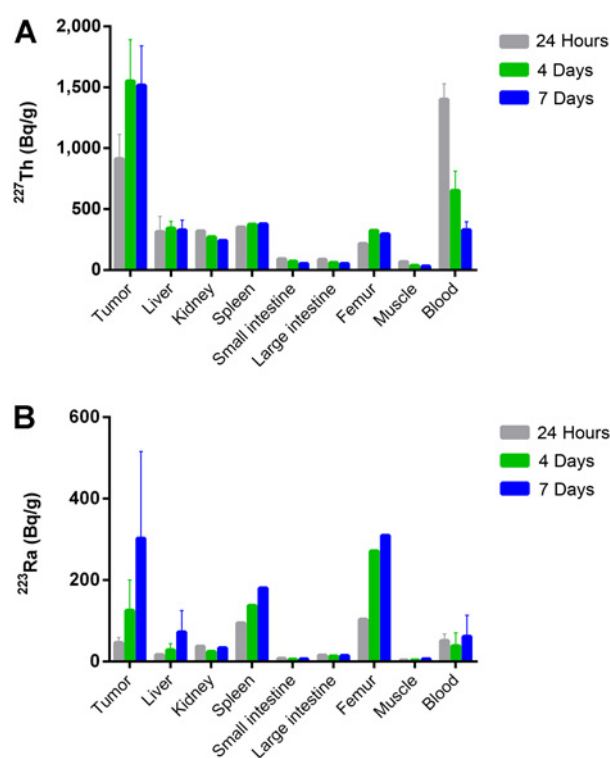 A
²²⁷Th (Bq/g)
2,000
1,500
1,000
500
0
24 Hours
4 Days
7 Days
Tumor
Liver
Kidney
Spleen
Small intestine
Large intestine
Femur
Muscle
Blood
B
²²³Ra (Bq/g)
600
400
200
0
24 Hours
4 Days
7 Days
Tumor
Liver
Kidney
Spleen
Small intestine
Large intestine
Femur
Muscle
Blood